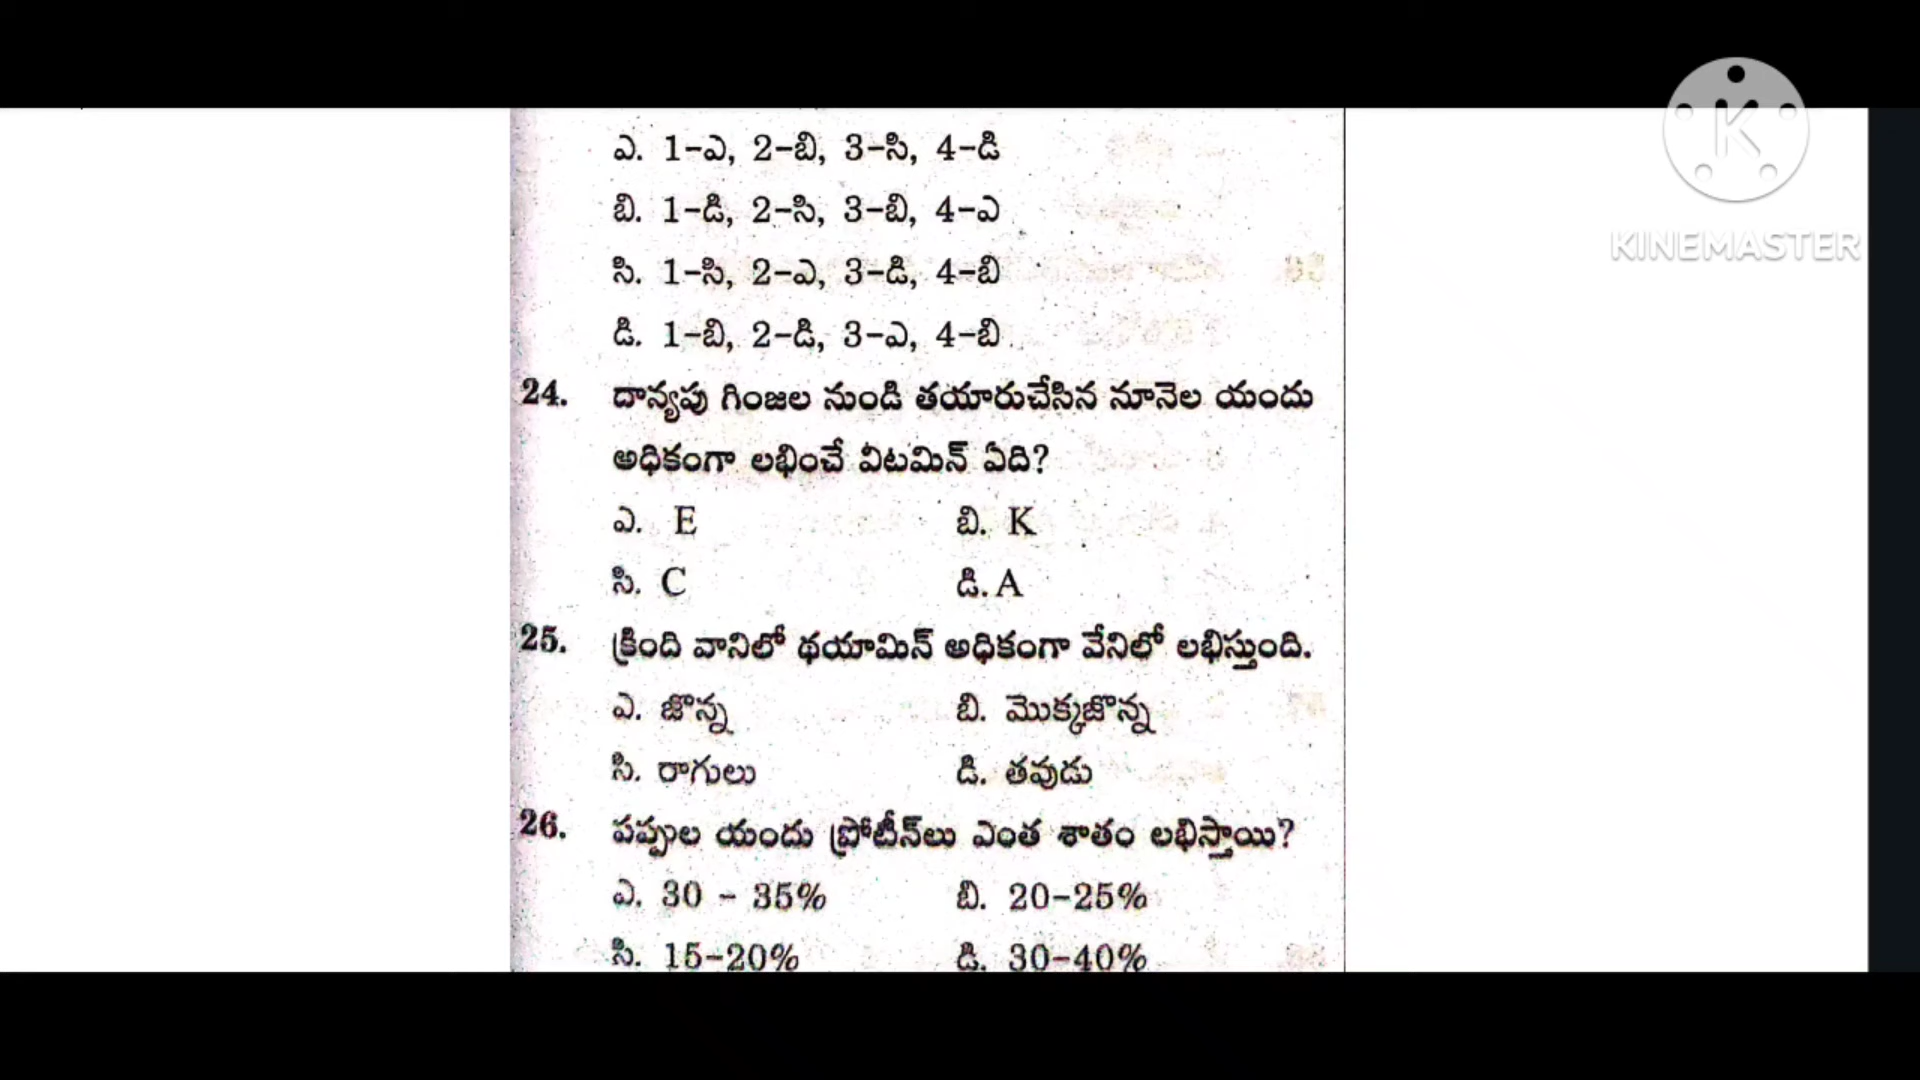 ఎ. 1-ఎ, 2-బి, 3-సి, 4-డి
బి. 1-డి, 2-సి, 3-బి, 4-ఎ
సి. 1-సి, 2-ఎ, 3-డి, 4-బి
డి. 1-బి, 2-డి, 3-ఎ, 4-బి
24. దాన్యపు గింజల నుండి తయారుచేసిన నూనెల యందు
అధికంగా లభించే విటమిన్ ఏది?
ఎ. E బి. K
సి. C డి. A
25. క్రింది వానిలో థయామిన్ అధికంగా వేనిలో లభిస్తుంది.
ఎ. జొన్న బి. మొక్కజొన్న
సి. రాగులు డి. తవుడు
26. పప్పుల యందు ప్రోటీన్‌లు ఎంత శాతం లభిస్తాయి?
ఎ. 30 - 35% బి. 20-25%
సి. 15-20% డి. 30-40%
K
KINEMASTER